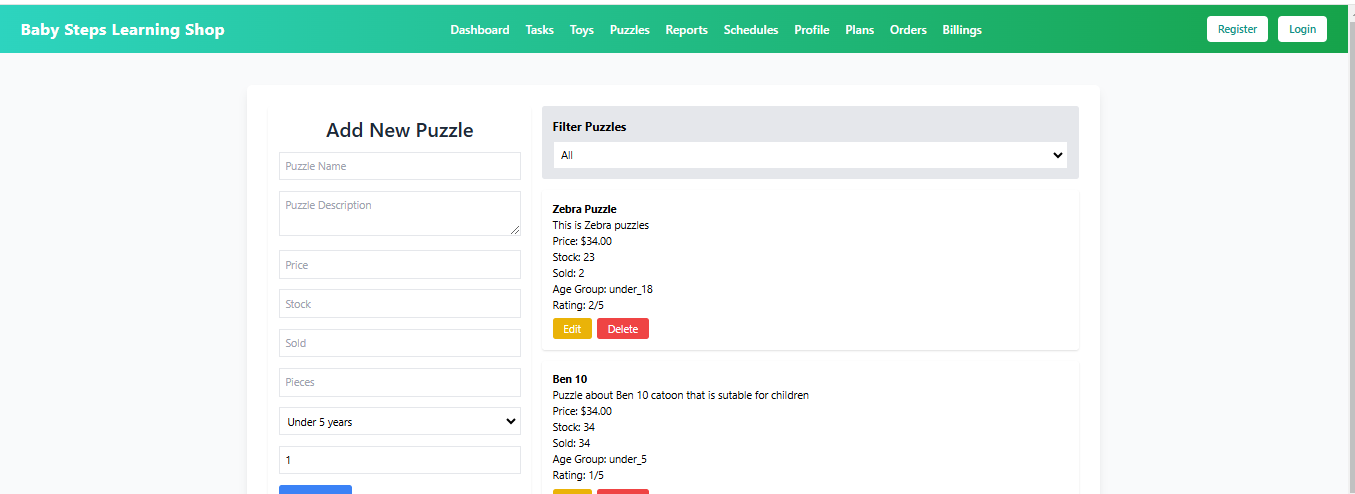 Baby Steps Learning Shop
Dashboard Tasks Toys Puzzles Reports Schedules Profile Plans Orders Billings
Register Login
Add New Puzzle
Puzzle Name
Puzzle Description
Price
Stock
Sold
Pieces
Under 5 years
1
Filter Puzzles
All
Zebra Puzzle
This is Zebra puzzles
Price: $34.00
Stock: 23
Sold: 2
Age Group: under_18
Rating: 2/5
Edit Delete
Ben 10
Puzzle about Ben 10 catoon that is sutable for children
Price: $34.00
Stock: 34
Sold: 34
Age Group: under_5
Rating: 1/5